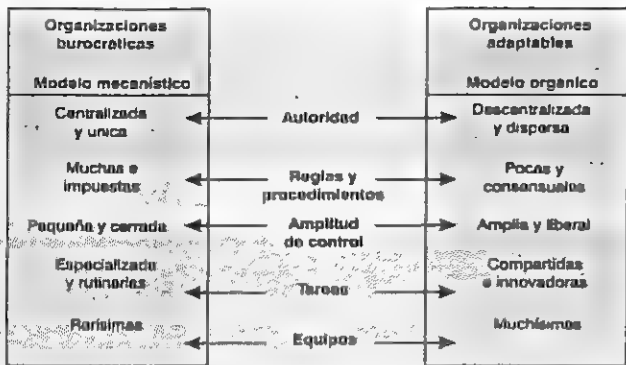 Organizaciones
burocráticas
Modelo mecanístico
Organizaciones
adaptables
Modelo orgánico
Centralizada
y unica
Autoridad
Descentralizada
y dispersa
Muchas e
impuestas
Reglas y
procedimientos
Pocas y
consensuales
Pequeña y cerrada
Amplitud
de control
Amplia y liberal
Especializada
y rutinarias
Tareas
Compartidas
e innovadoras
Rarísimas
Equipos
Muchísimos